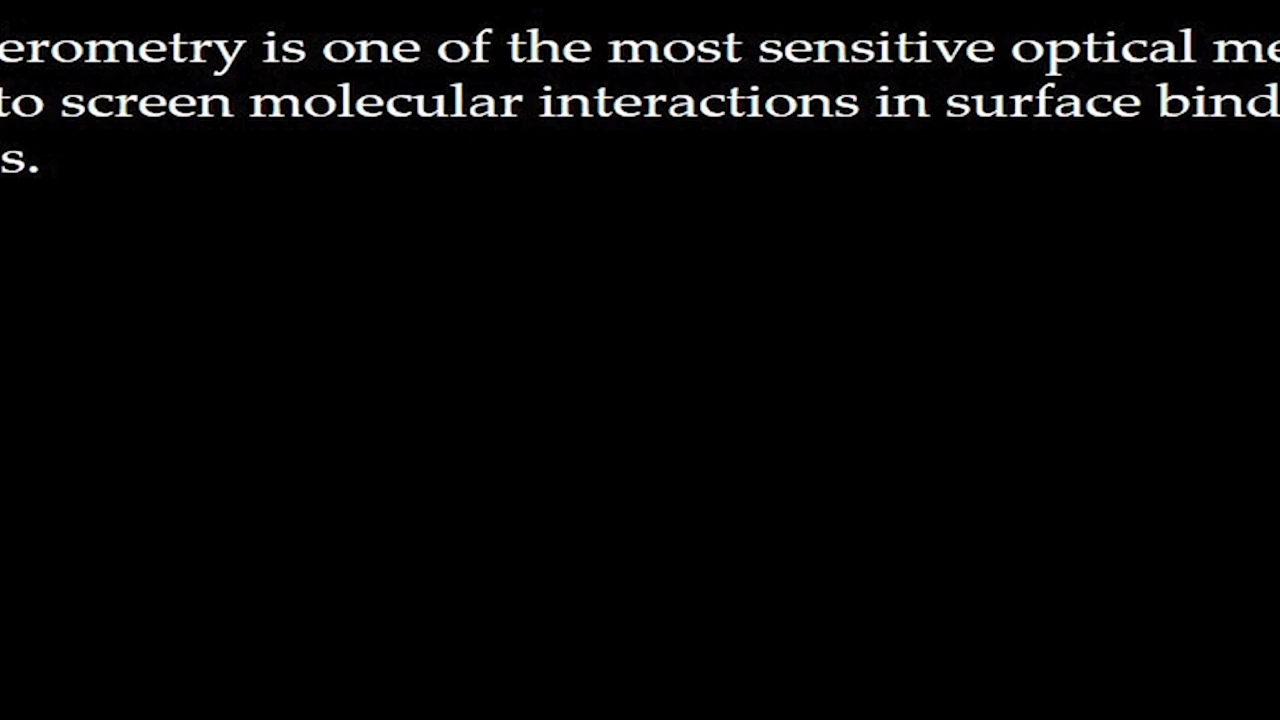 erometry is one of the most sensitive optical me
to screen molecular interactions in surface bind
s.